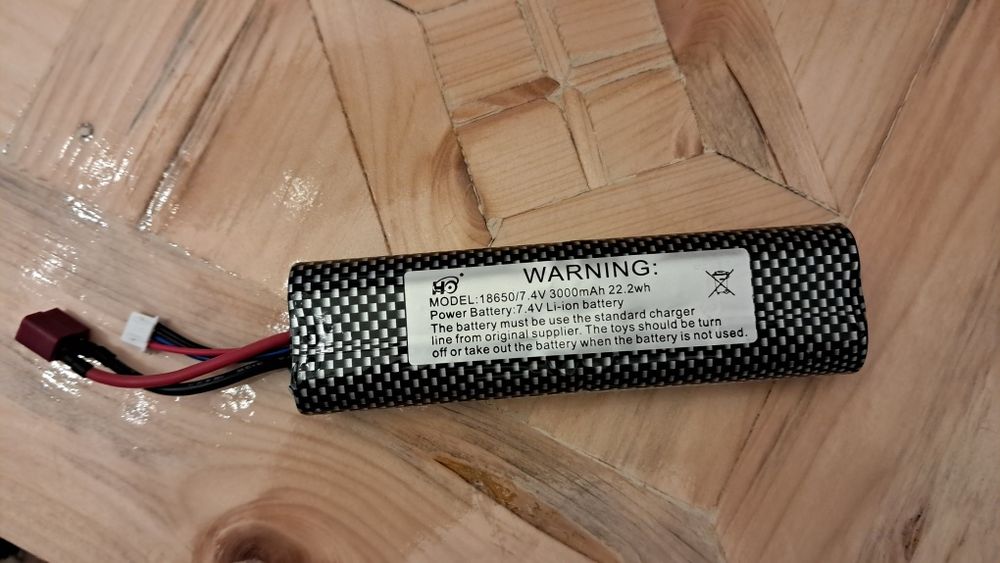 WARNING:
MODEL:18650/7.4V 3000mAh 22.2wh
Power Battery:7.4V Li-ion battery
The battery must be use the standard charger
line from original supplier. The toys should be turn
off or take out the battery when the battery is not used.